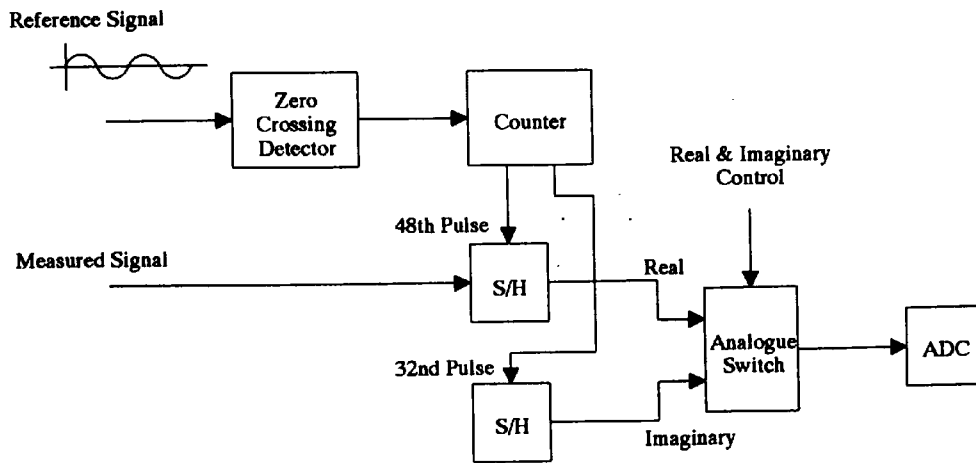 Reference Signal
Zero
Crossing
Detector
Counter
Real & Imaginary
Control
48th Pulse
Measured Signal
S/H
Real
Analogue
Switch
ADC
32nd Pulse
S/H
Imaginary